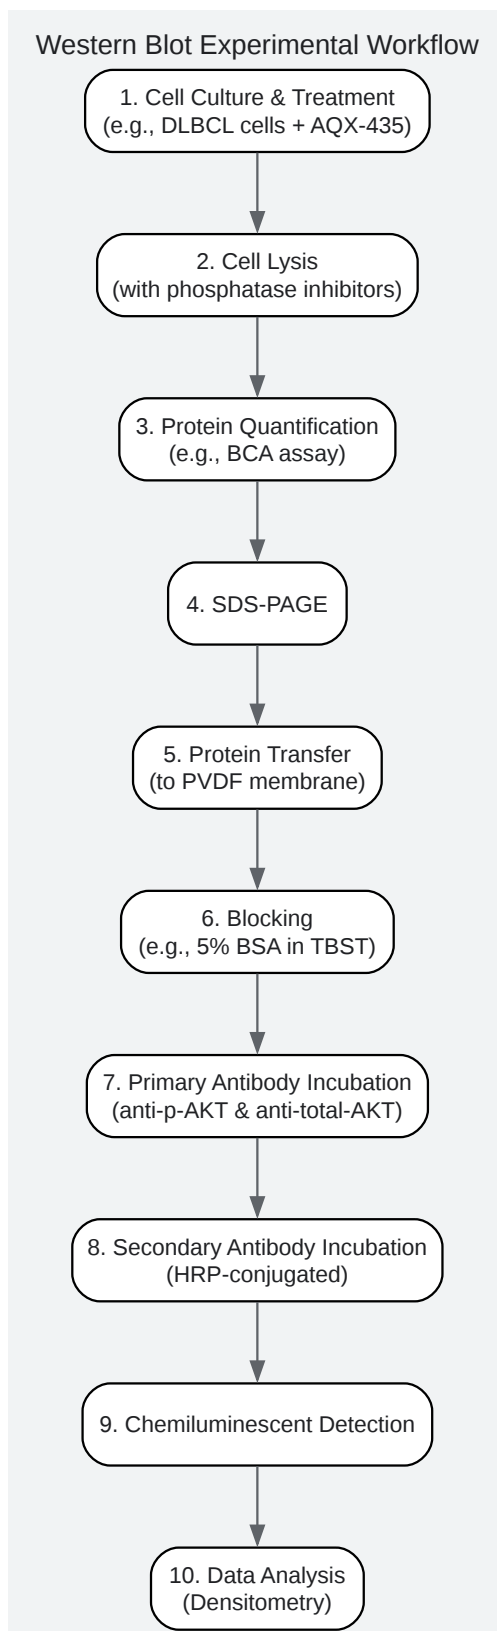 Western Blot Experimental Workflow
1. Cell Culture & Treatment
(e.g., DLBCL cells + AQX-435)
2. Cell Lysis
(with phosphatase inhibitors)
3. Protein Quantification
(e.g., BCA assay)
4. SDS-PAGE
5. Protein Transfer
(to PVDF membrane)
6. Blocking
(e.g., 5% BSA in TBST)
7. Primary Antibody Incubation
(anti-p-AKT & anti-total-AKT)
8. Secondary Antibody Incubation
(HRP-conjugated)
9. Chemiluminescent Detection
10. Data Analysis
(Densitometry)